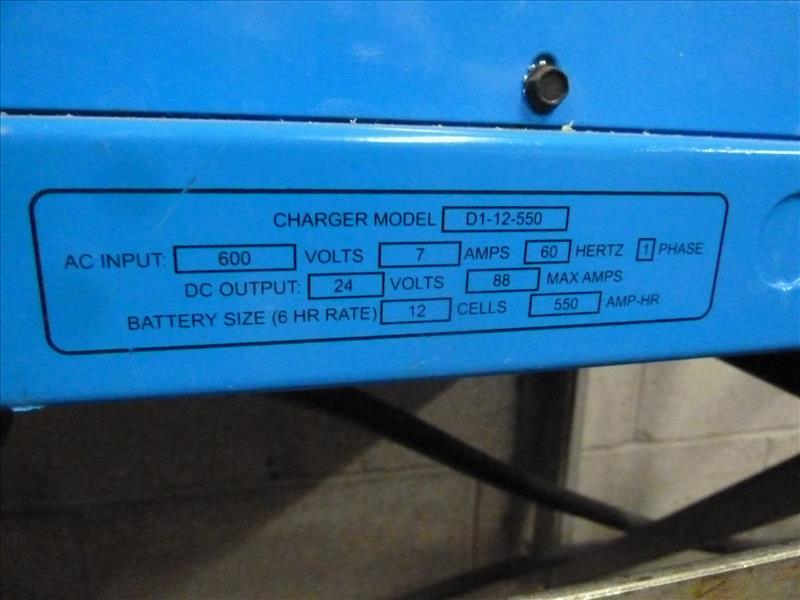 CHARGER MODEL D1-12-550
AC INPUT: 600 VOLTS 7 AMPS 60 HERTZ 1 PHASE
DC OUTPUT: 24 VOLTS 88 MAX AMPS
BATTERY SIZE (6 HR RATE) 12 CELLS 550 AMP-HR